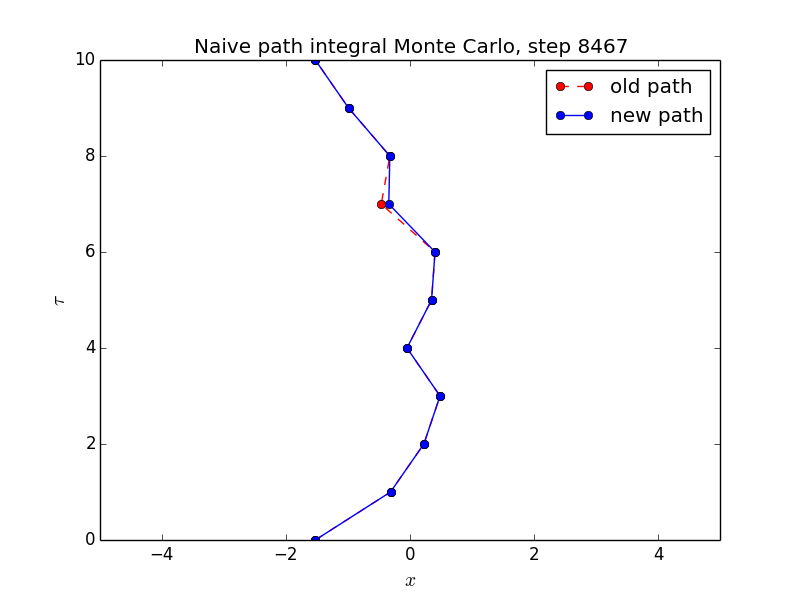 Naive path integral Monte Carlo, step 8467
old path
new path
10
8
6
4
2
0
τ
−4 −2 0 2 4
x